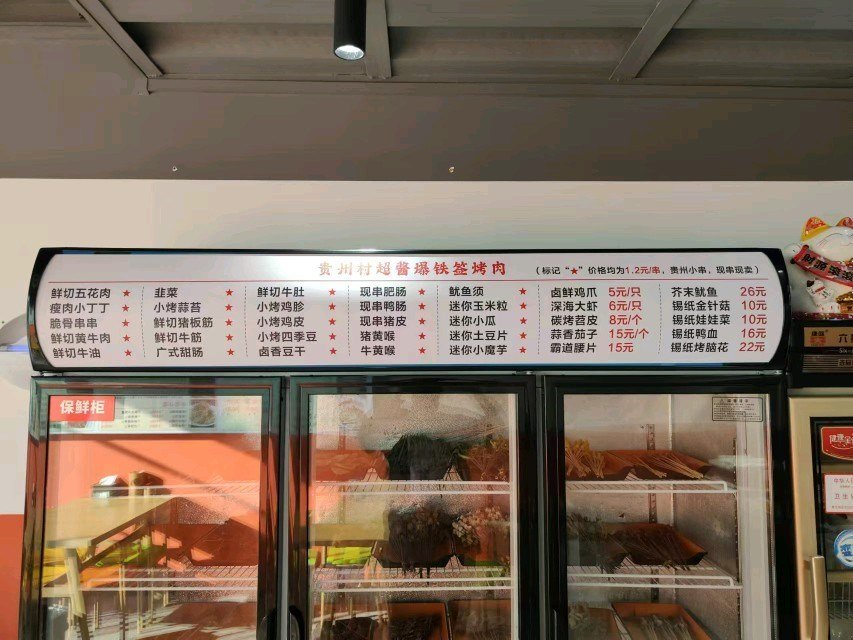 贵州村超酱爆铁签烤肉 (标记“★”价格均为1.2元/串，贵州小串，现串现卖)
鲜切五花肉 ★
瘦肉小丁丁 ★
脆骨串串 ★
鲜切黄牛肉 ★
鲜切牛油 ★
韭菜 ★
小烤蒜苔 ★
鲜切猪板筋 ★
鲜切牛筋 ★
广式甜肠 ★
鲜切牛肚 ★
小烤鸡胗 ★
小烤鸡皮 ★
小烤四季豆 ★
卤香豆干 ★
现串肥肠 ★
现串鸭肠 ★
现串猪皮 ★
猪黄喉 ★
牛黄喉 ★
鱿鱼须 ★
迷你玉米粒 ★
迷你小瓜 ★
迷你土豆片 ★
迷你小魔芋 ★
卤鲜鸡爪 5元/只
深海大虾 6元/只
碳烤苕皮 8元/个
蒜香茄子 15元/个
霸道腰片 15元
芥末鱿鱼 26元
锡纸金针菇 10元
锡纸娃娃菜 10元
锡纸鸭血 16元
锡纸烤脑花 22元
保鲜柜